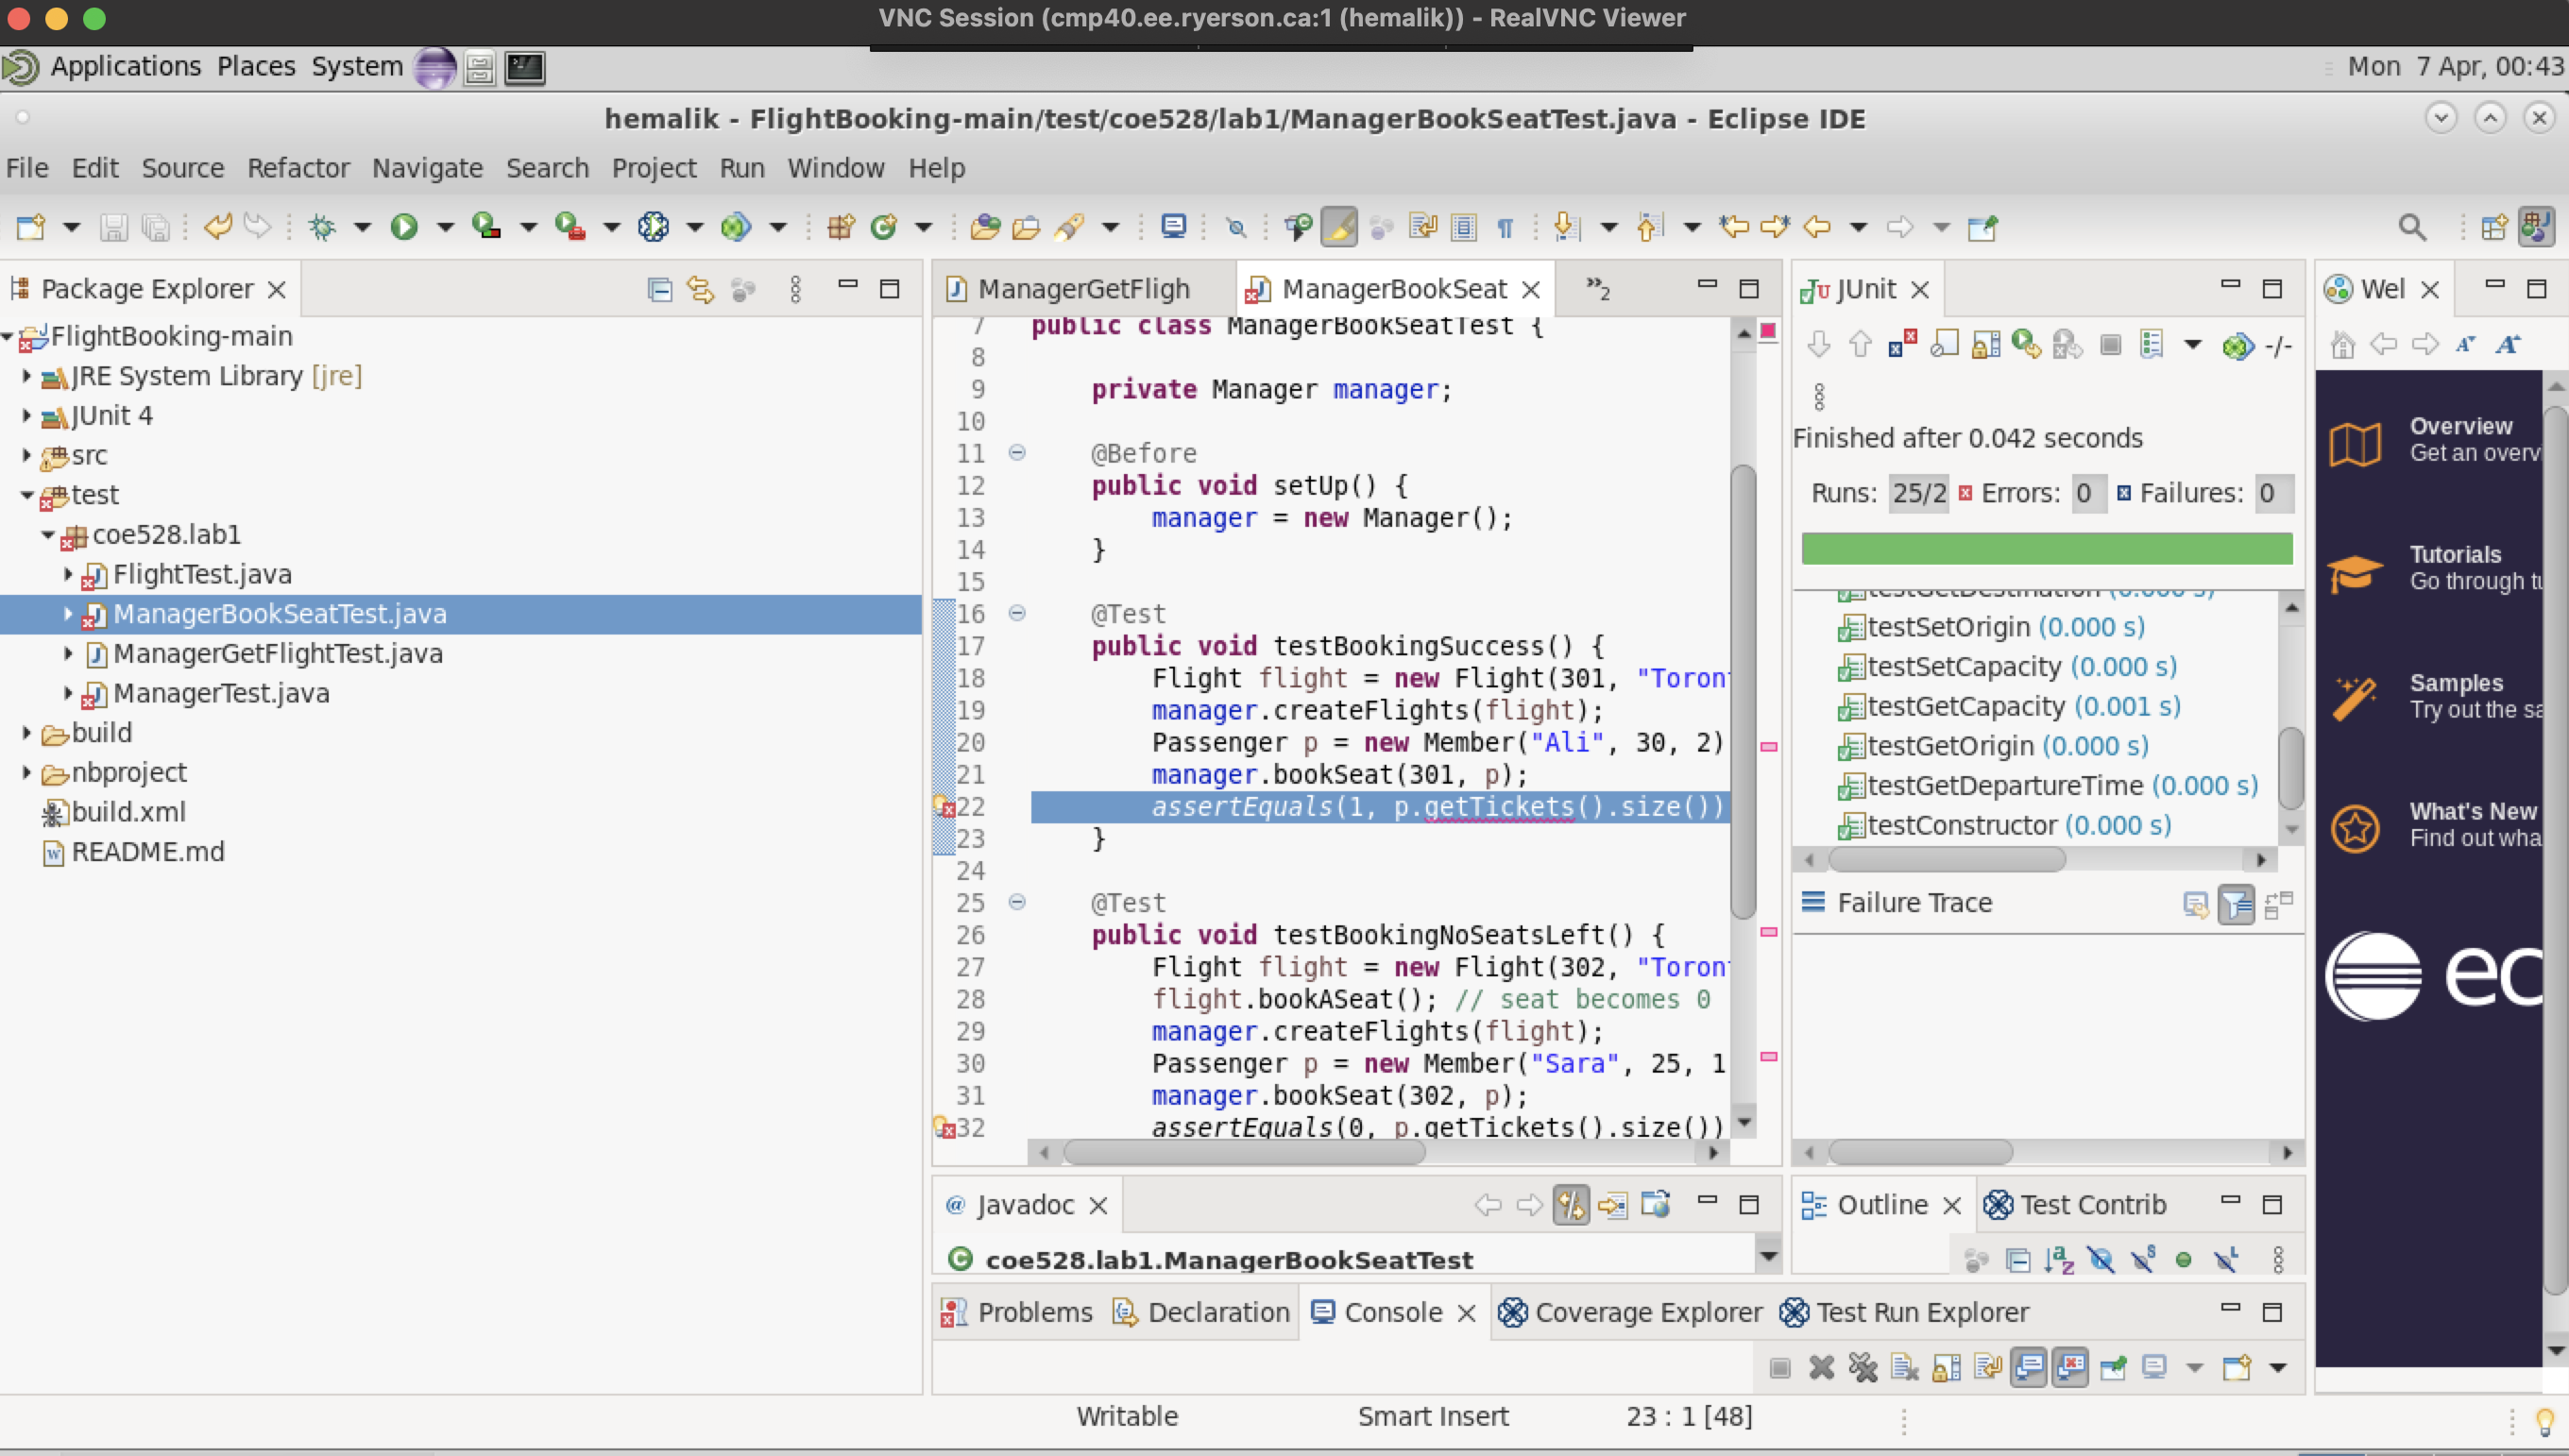 VNC Session (cmp40.ee.ryerson.ca:1 (hemalik)) - RealVNC Viewer
Applications Places System
Mon 7 Apr, 00:43
hemalik - FlightBooking-main/test/coe528/lab1/ManagerBookSeatTest.java - Eclipse IDE
File Edit Source Refactor Navigate Search Project Run Window Help
Package Explorer
FlightBooking-main
JRE System Library [jre]
JUnit 4
src
test
coe528.lab1
FlightTest.java
ManagerBookSeatTest.java
ManagerGetFlightTest.java
ManagerTest.java
build
nbproject
build.xml
README.md
ManagerGetFligh
ManagerBookSeat
»2
7 public class ManagerBookSeatTest {
8
9 private Manager manager;
10
11 @Before
12 public void setUp() {
13 manager = new Manager();
14 }
15
16 @Test
17 public void testBookingSuccess() {
18 Flight flight = new Flight(301, "Toron
19 manager.createFlights(flight);
20 Passenger p = new Member("Ali", 30, 2)
21 manager.bookSeat(301, p);
22 assertEquals(1, p.getTickets().size())
23 }
24
25 @Test
26 public void testBookingNoSeatsLeft() {
27 Flight flight = new Flight(302, "Toron
28 flight.bookASeat(); // seat becomes 0
29 manager.createFlights(flight);
30 Passenger p = new Member("Sara", 25, 1
31 manager.bookSeat(302, p);
32 assertEquals(0, p.getTickets().size())
JUnit
-/-
Finished after 0.042 seconds
Runs: 25/2 Errors: 0 Failures: 0
testGetDestination (0.000 s)
testSetOrigin (0.000 s)
testSetCapacity (0.000 s)
testGetCapacity (0.001 s)
testGetOrigin (0.000 s)
testGetDepartureTime (0.000 s)
testConstructor (0.000 s)
Failure Trace
Wel
Overview
Get an overv
Tutorials
Go through tu
Samples
Try out the sa
What's New
Find out wha
ec
@ Javadoc
coe528.lab1.ManagerBookSeatTest
Outline
Test Contrib
Problems
Declaration
Console
Coverage Explorer
Test Run Explorer
Writable
Smart Insert
23 : 1 [48]